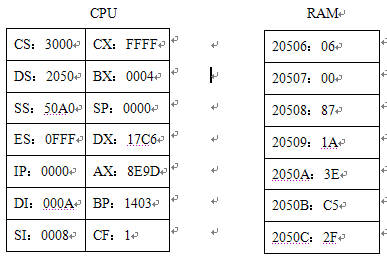 CPU RAM
CS：3000 CX：FFFF 20506：06
DS：2050 BX：0004 20507：00
SS：50A0 SP：0000 20508：87
ES：0FFF DX：17C6 20509：1A
IP：0000 AX：8E9D 2050A：3E
DI：000A BP：1403 2050B：C5
SI：0008 CF：1 2050C：2F